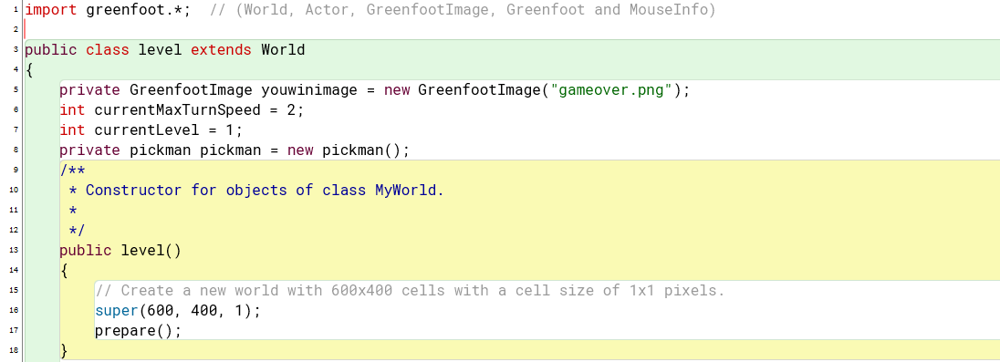 1 import greenfoot.*;  // (World, Actor, GreenfootImage, Greenfoot and MouseInfo)
2
3 public class level extends World
4 {
5     private GreenfootImage youwinimage = new GreenfootImage("gameover.png");
6     int currentMaxTurnSpeed = 2;
7     int currentLevel = 1;
8     private pickman pickman = new pickman();
9     /**
10      * Constructor for objects of class MyWorld.
11      *
12      */
13     public level()
14     {
15         // Create a new world with 600x400 cells with a cell size of 1x1 pixels.
16         super(600, 400, 1);
17         prepare();
18     }